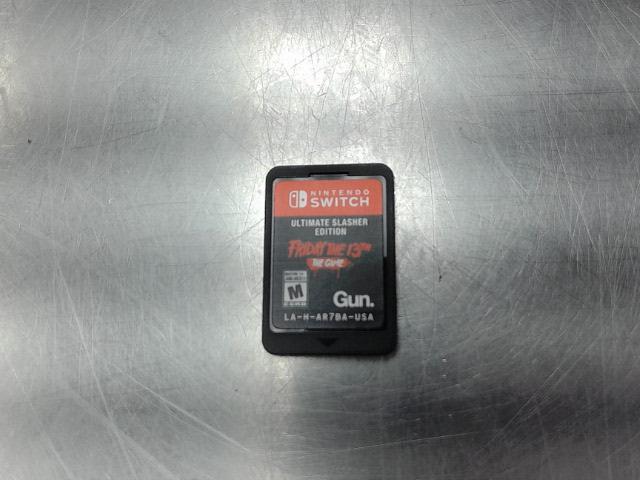 NINTENDO
SWITCH
ULTIMATE SLASHER
EDITION
FRIDAY THE 13TH
THE GAME
M
Gun.
LA-H-AR7BA-USA